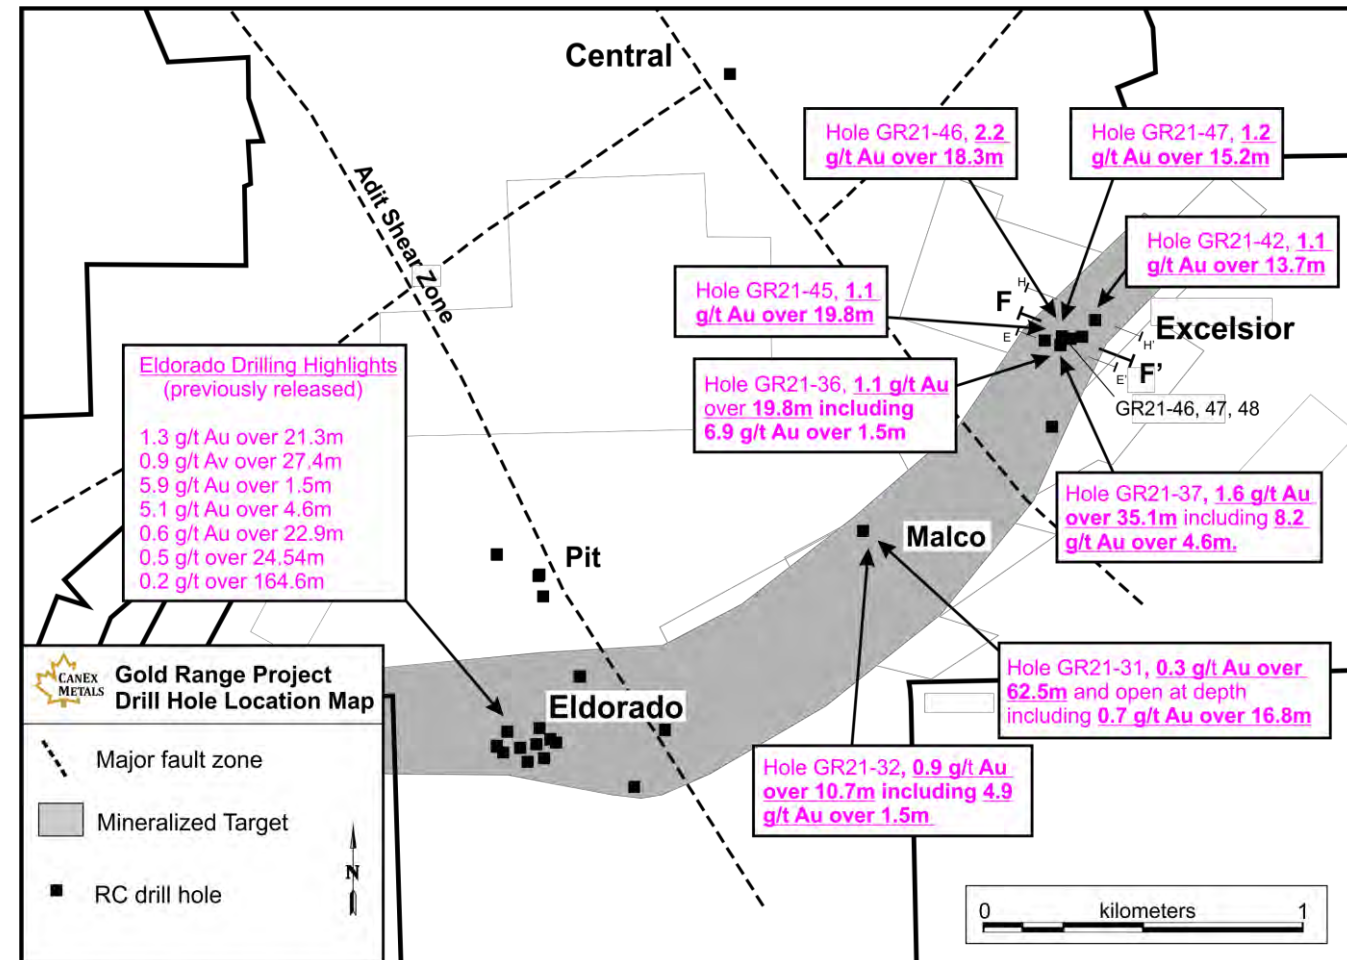 Central
Adit Shear Zone
Hole GR21-46, 2.2
g/t Au over 18.3m
Hole GR21-47, 1.2
g/t Au over 15.2m
Hole GR21-42, 1.1
g/t Au over 13.7m
Hole GR21-45, 1.1
g/t Au over 19.8m
H
F
E
Excelsior
H'
E'
F'
GR21-46, 47, 48
Hole GR21-36, 1.1 g/t Au
over 19.8m including
6.9 g/t Au over 1.5m
Eldorado Drilling Highlights
(previously released)
1.3 g/t Au over 21.3m
0.9 g/t Av over 27.4m
5.9 g/t Au over 1.5m
5.1 g/t Au over 4.6m
0.6 g/t Au over 22.9m
0.5 g/t over 24.54m
0.2 g/t over 164.6m
Hole GR21-37, 1.6 g/t Au
over 35.1m including 8.2
g/t Au over 4.6m.
Malco
Pit
Eldorado
Hole GR21-31, 0.3 g/t Au over
62.5m and open at depth
including 0.7 g/t Au over 16.8m
Hole GR21-32, 0.9 g/t Au
over 10.7m including 4.9
g/t Au over 1.5m
CANEX
METALS
Gold Range Project
Drill Hole Location Map
Major fault zone
Mineralized Target
RC drill hole
N
0 kilometers 1